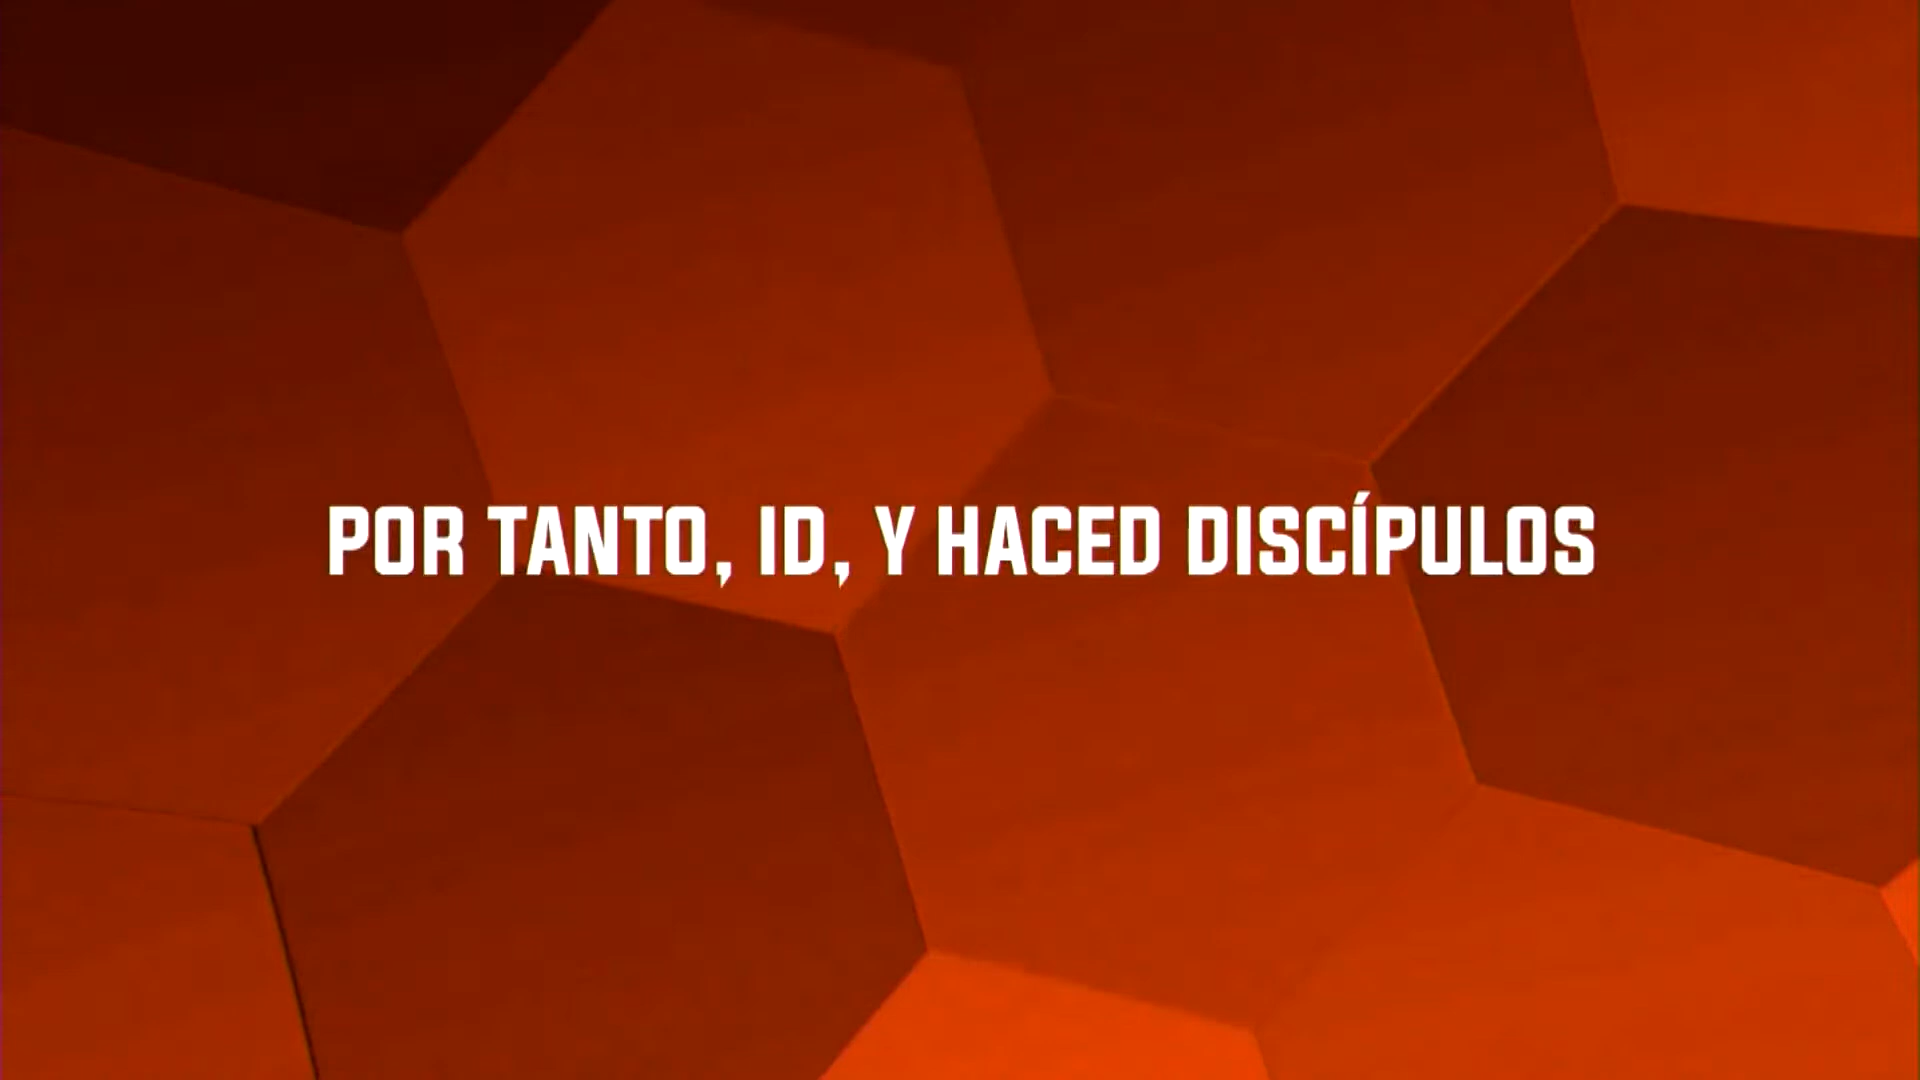 POR TANTO, ID, Y HACED DISCÍPULOS